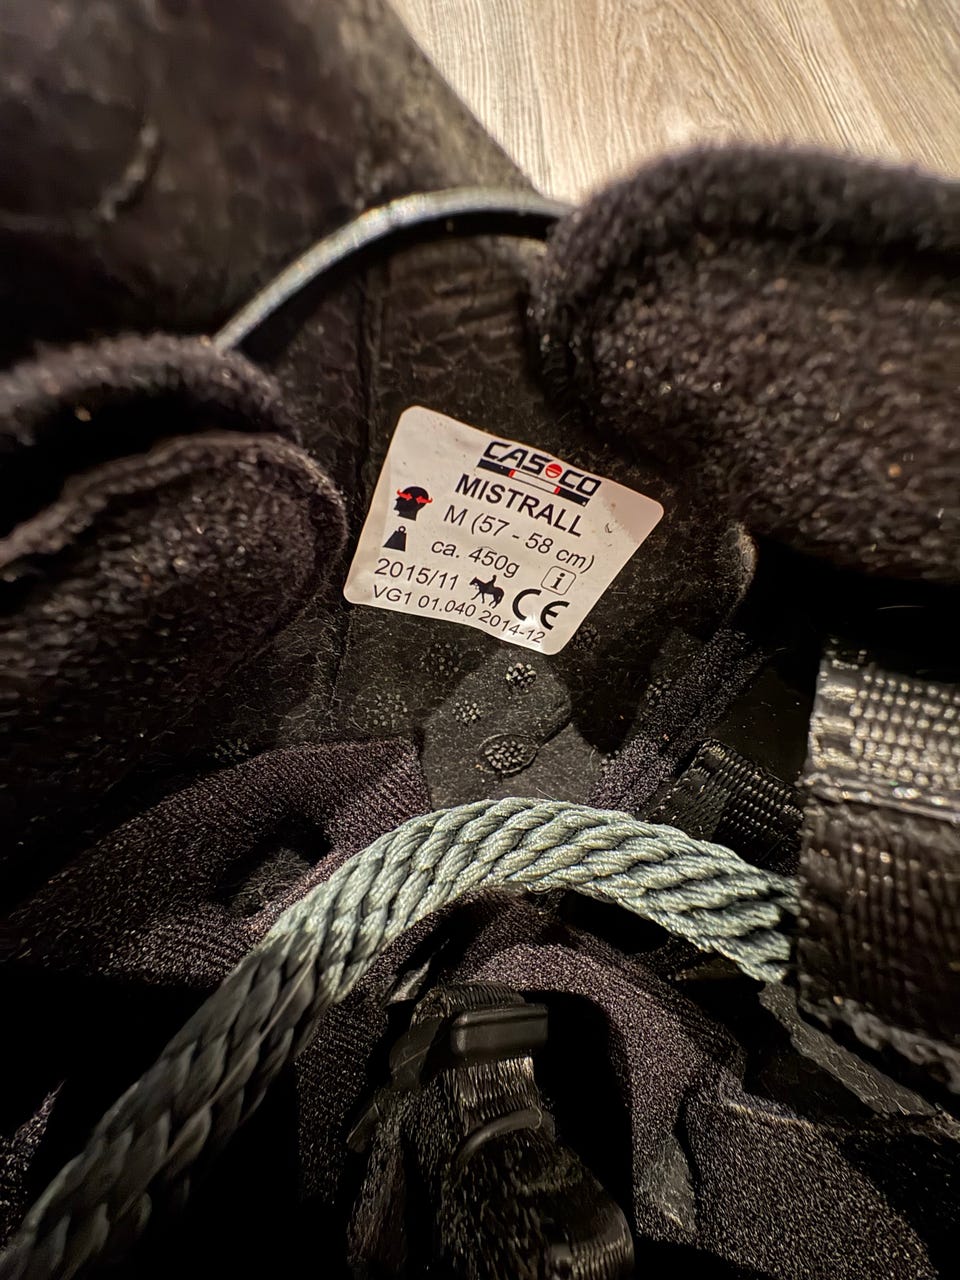 CASCO
MISTRALL
M (57 - 58 cm)
ca. 450g
i
2015/11
CE
VG1 01.040 2014-12